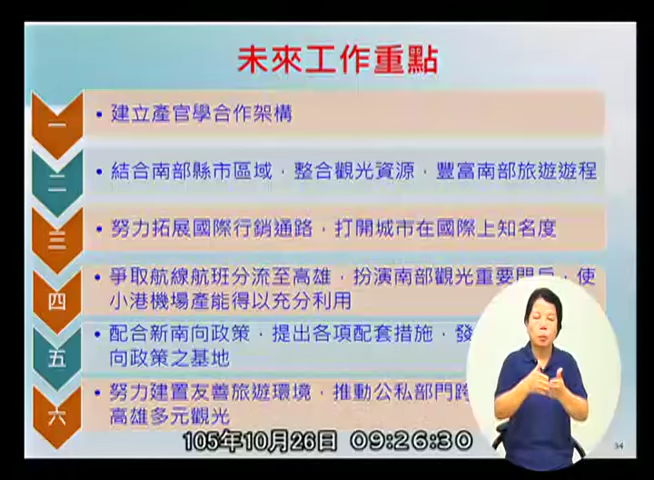 未來工作重點
一
• 建立產官學合作架構
二
• 結合南部縣市區域，整合觀光資源，豐富南部旅遊遊程
三
• 努力拓展國際行銷通路，打開城市在國際上知名度
四
• 爭取航線航班分流至高雄，扮演南部觀光重要門戶，使
小港機場產能得以充分利用
五
• 配合新南向政策，提出各項配套措施，發
向政策之基地
六
• 努力建置友善旅遊環境，推動公私部門跨
高雄多元觀光
105年10月26日 09:26:30
34